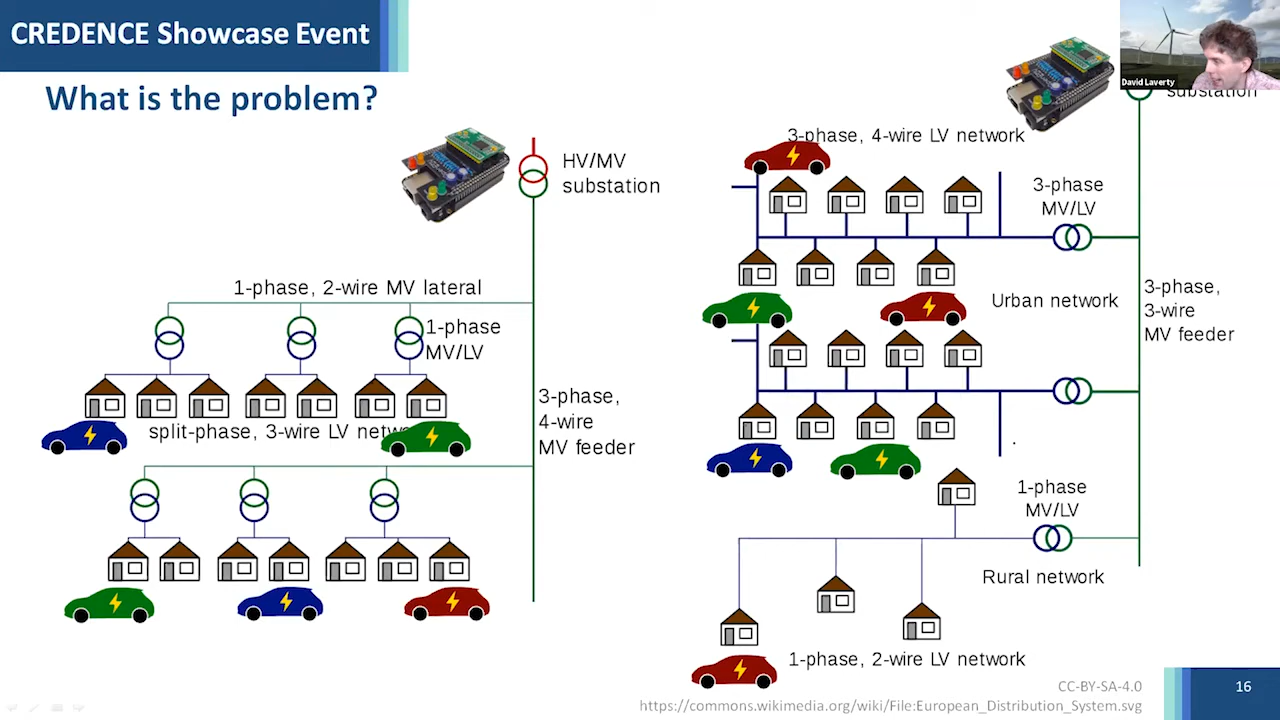 CREDENCE Showcase Event
What is the problem?
David Laverty
substation
3-phase, 4-wire LV network
HV/MV
substation
3-phase
MV/LV
1-phase, 2-wire MV lateral
1-phase
MV/LV
Urban network
3-phase,
3-wire
MV feeder
3-phase,
4-wire
MV feeder
split-phase, 3-wire LV
1-phase
MV/LV
Rural network
1-phase, 2-wire LV network
CC-BY-SA-4.0
https://commons.wikimedia.org/wiki/File:European_Distribution_System.svg
16